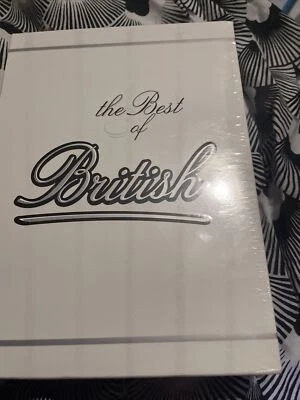 the Best
of
British